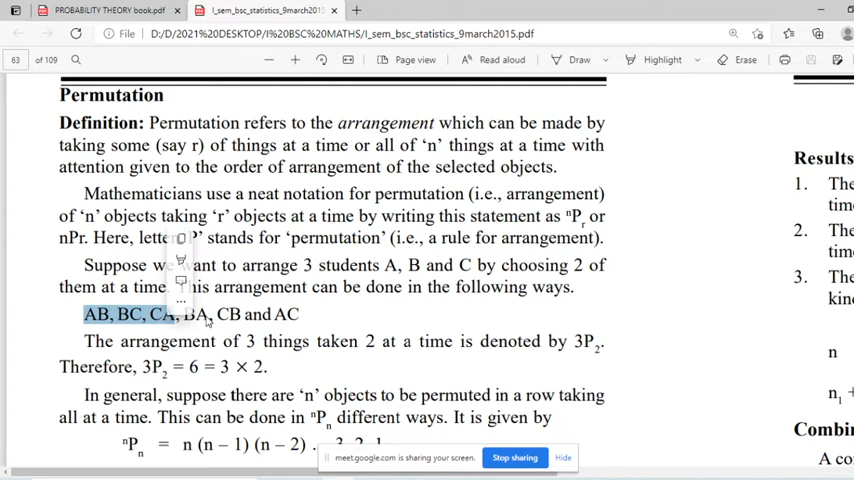 PROBABILITY THEORY book.pdf
I_sem_bsc_statistics_9march2015.
File
D:/D/2021%20DESKTOP/I%20BSC%20MATHS/I_sem_bsc_statistics_9march2015.pdf
63 of 109
Page view
Read aloud
Draw
Highlight
Erase
Permutation
Definition: Permutation refers to the arrangement which can be made by
taking some (say r) of things at a time or all of ‘n’ things at a time with
attention given to the order of arrangement of the selected objects.
Mathematicians use a neat notation for permutation (i.e., arrangement)
of ‘n’ objects taking ‘r’ objects at a time by writing this statement as ⁿPᵣ or
nPr. Here, letter P’ stands for ‘permutation’ (i.e., a rule for arrangement).
Suppose we want to arrange 3 students A, B and C by choosing 2 of
them at a time. This arrangement can be done in the following ways.
AB, BC, CA, BA, CB and AC
The arrangement of 3 things taken 2 at a time is denoted by 3P₂.
Therefore, 3P₂ = 6 = 3 × 2.
In general, suppose there are ‘n’ objects to be permuted in a row taking
all at a time. This can be done in ⁿPₙ different ways. It is given by
ⁿPₙ = n (n – 1) (n – 2) . 3. 2. 1
meet.google.com is sharing your screen.
Stop sharing
Hide
Results
1. The
time
2. The
time
3. The
kind
n
n₁ +
Combin
A co